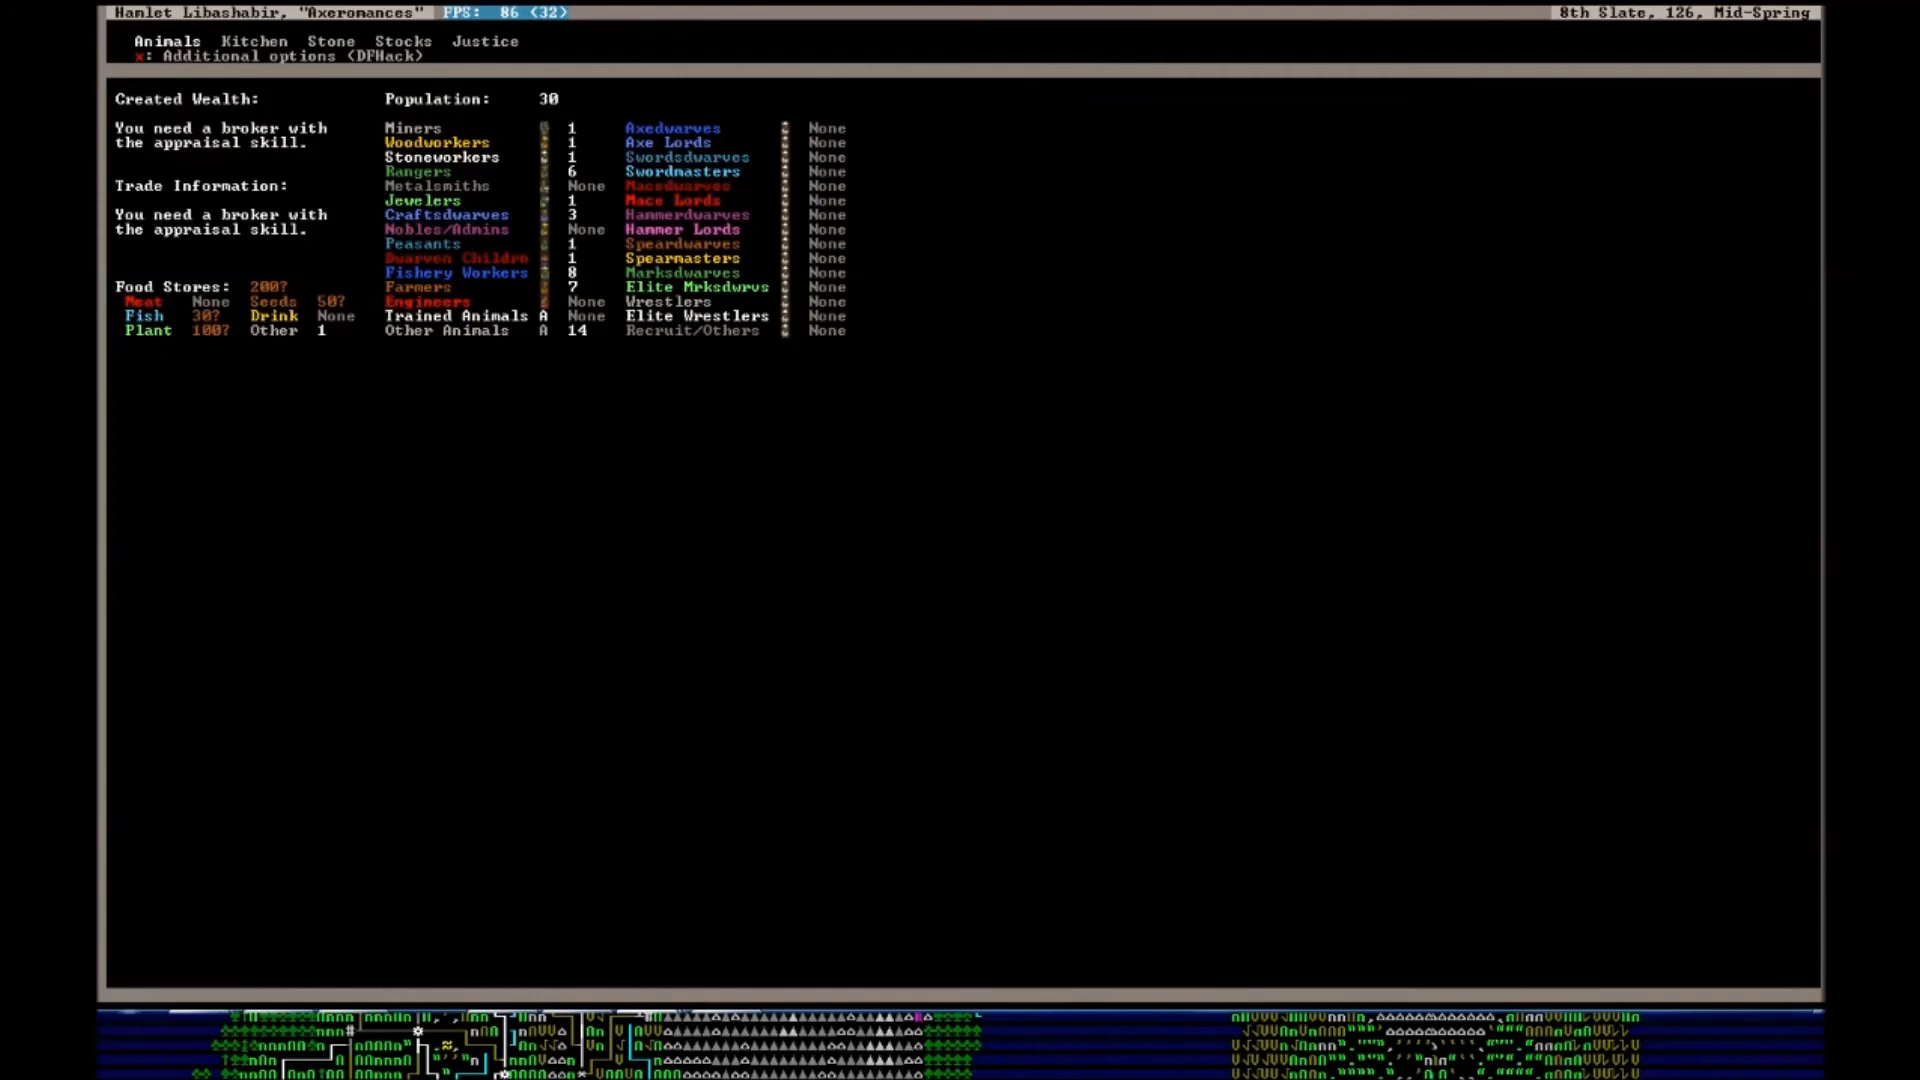 Hamlet Libashabir, "Axeromances" FPS: 86 (32) 8th Slate, 126, Mid-Spring
Animals Kitchen Stone Stocks Justice
x: Additional options (DFHack)
Created Wealth: Population: 30
You need a broker with Miners 1 Axedwarves None
the appraisal skill. Woodworkers 1 Axe Lords None
Stoneworkers 1 Swordsdwarves None
Rangers 6 Swordmasters None
Trade Information: Metalsmiths None Macedwarves None
Jewelers 1 Mace Lords None
You need a broker with Craftsdwarves 3 Hammerdwarves None
the appraisal skill. Nobles/Admins None Hammer Lords None
Peasants 1 Speardwarves None
Dwarven Childrn 1 Spearmasters None
Fishery Workers 8 Marksdwarves None
Food Stores: 200? Farmers 7 Elite Mrksdwrvs None
Meat None Seeds 50? Engineers None Wrestlers None
Fish 30? Drink None Trained Animals A None Elite Wrestlers None
Plant 100? Other 1 Other Animals A 14 Recruit/Others None